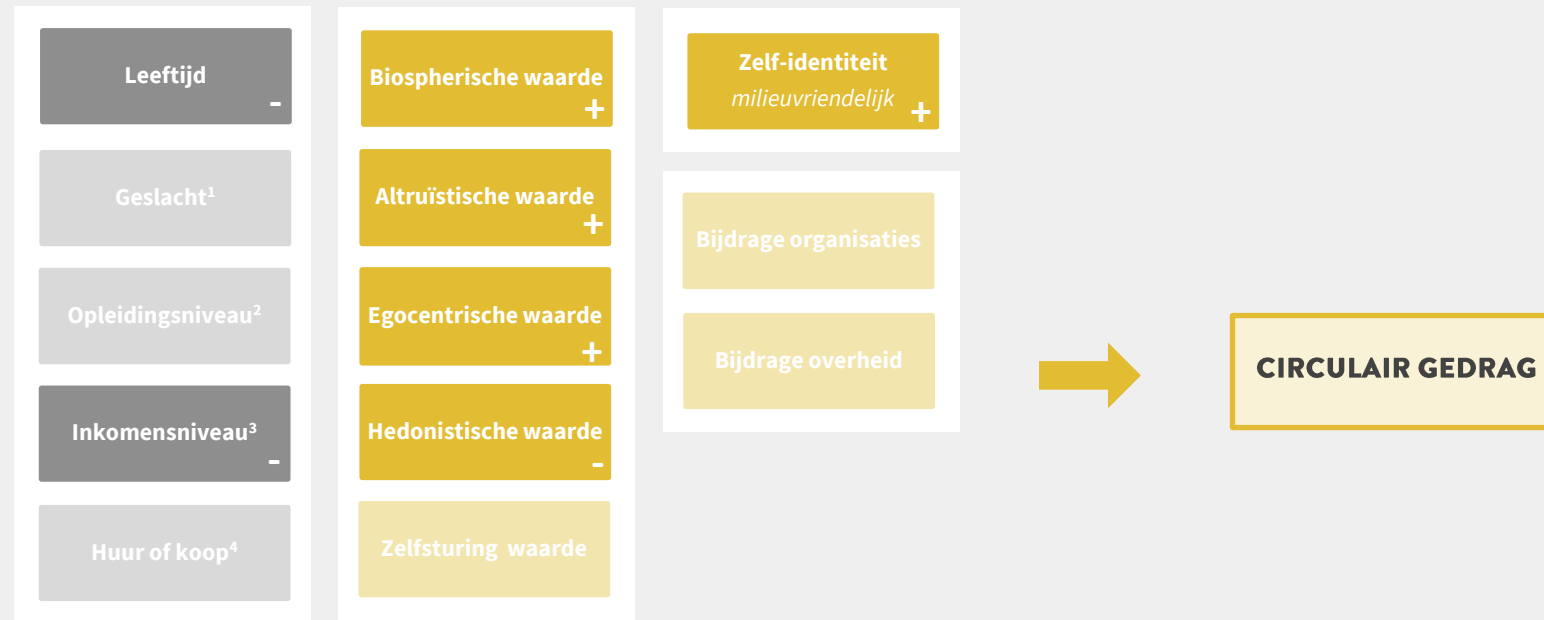 Leeftijd
-
Geslacht¹
Opleidingsniveau²
Inkomensniveau³
-
Huur of koop⁴
Biospherische waarde
+
Altruïstische waarde
+
Egocentrische waarde
+
Hedonistische waarde
-
Zelfsturing waarde
Zelf-identiteit
milieuvriendelijk
+
Bijdrage organisaties
Bijdrage overheid
CIRCULAIR GEDRAG